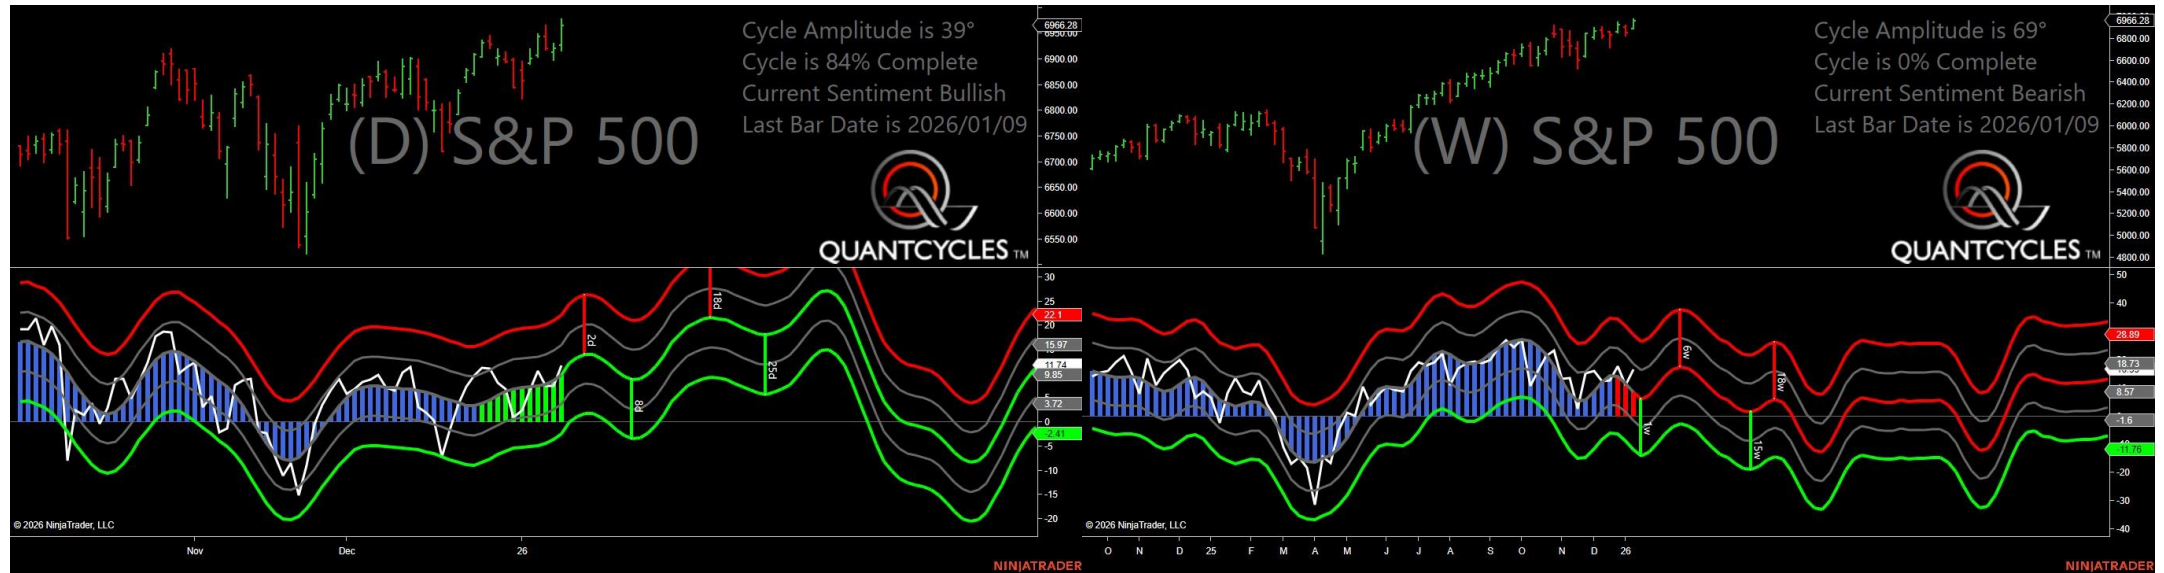 Cycle Amplitude is 39°
Cycle is 84% Complete
Current Sentiment Bullish
Last Bar Date is 2026/01/09
(D) S&P 500
QUANTCYCLES TM
6966.28
6950.00
6900.00
6850.00
6800.00
6750.00
6700.00
6650.00
6600.00
6550.00
30
25
22.1
20
15.97
11.74
9.85
5
3.72
0
-2.41
-5
-10
-15
-20
2d
8d
18d
25d
© 2026 NinjaTrader, LLC
Nov
Dec
26
NINJATRADER
Cycle Amplitude is 69°
Cycle is 0% Complete
Current Sentiment Bearish
Last Bar Date is 2026/01/09
(W) S&P 500
QUANTCYCLES TM
6966.28
6800.00
6600.00
6400.00
6200.00
6000.00
5800.00
5600.00
5400.00
5200.00
5000.00
4800.00
50
40
28.89
18.73
8.57
-1.6
-11.76
-20
-30
-40
1w
6w
15w
18w
© 2026 NinjaTrader, LLC
O N D 25 F M A M J J A S O N D 26
NINJATRADER